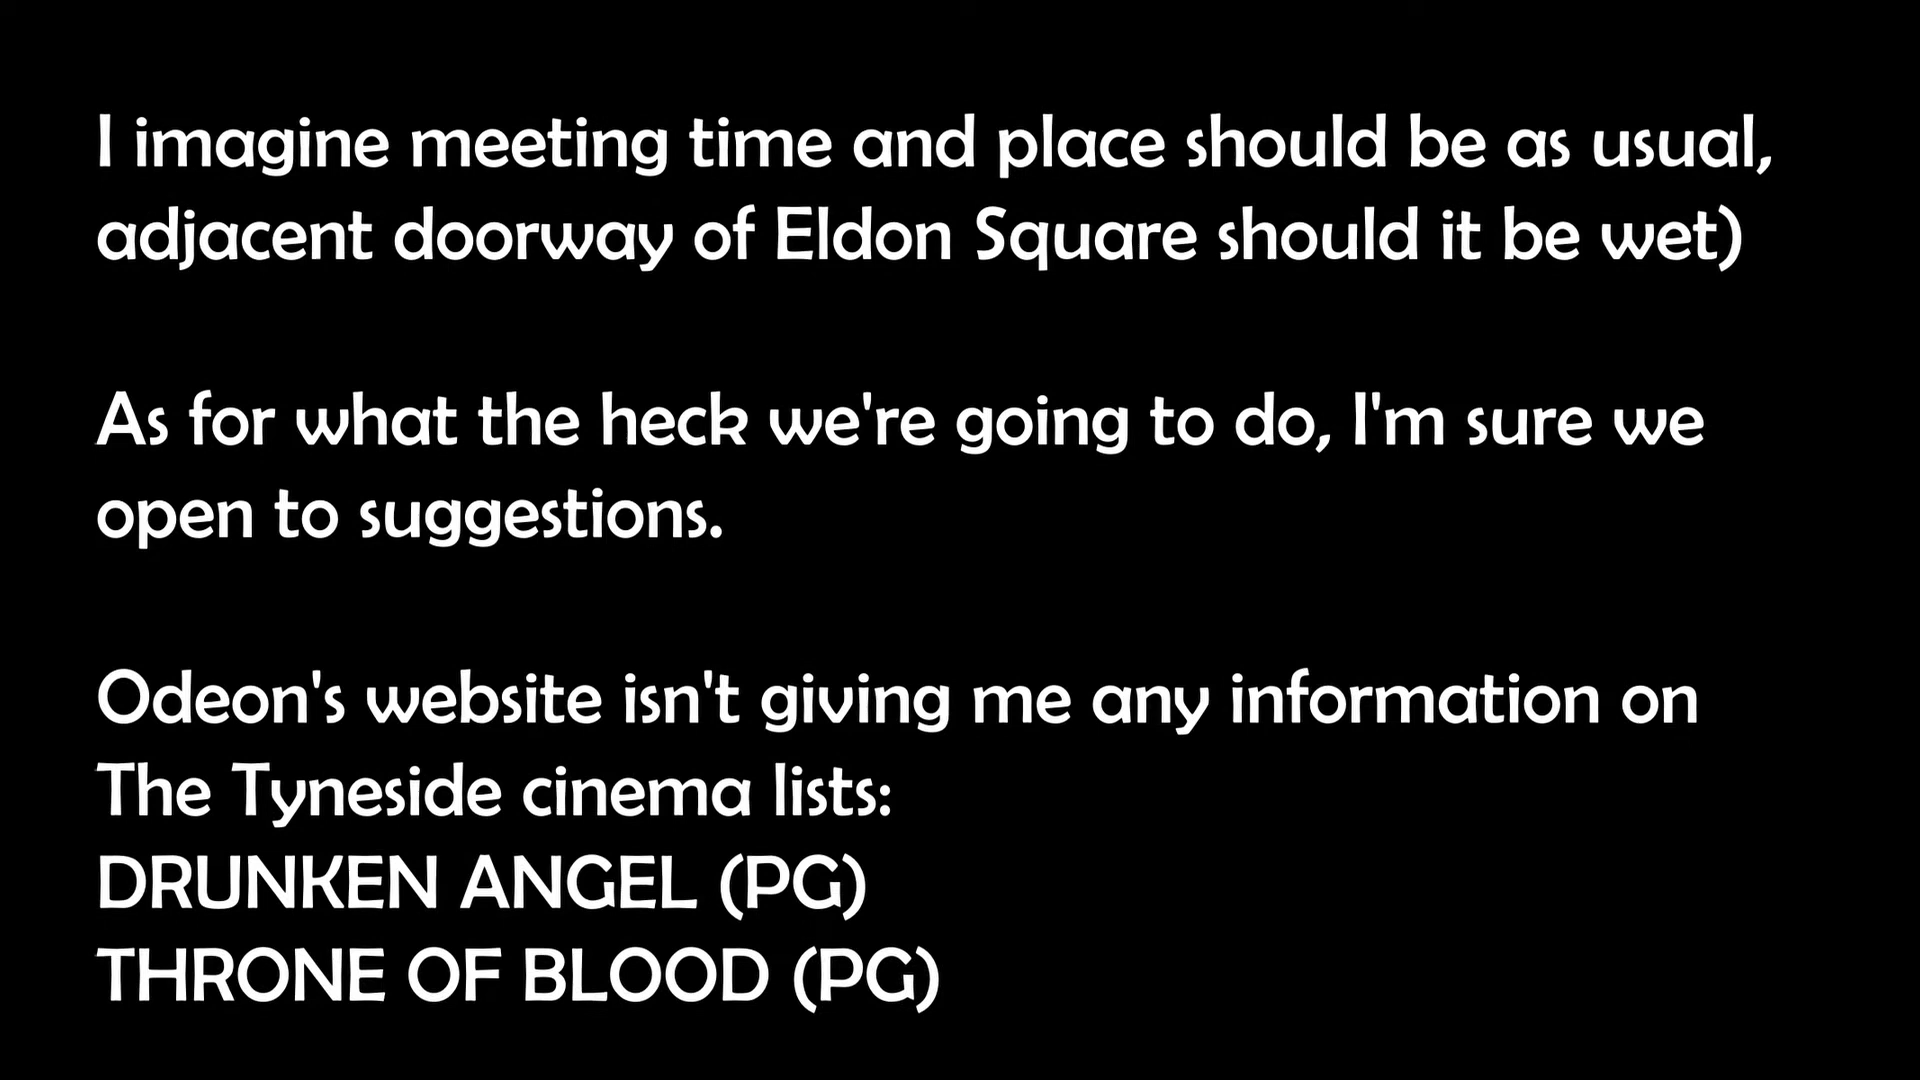 I imagine meeting time and place should be as usual,
adjacent doorway of Eldon Square should it be wet)
As for what the heck we're going to do, I'm sure we
open to suggestions.
Odeon's website isn't giving me any information on
The Tyneside cinema lists:
DRUNKEN ANGEL (PG)
THRONE OF BLOOD (PG)